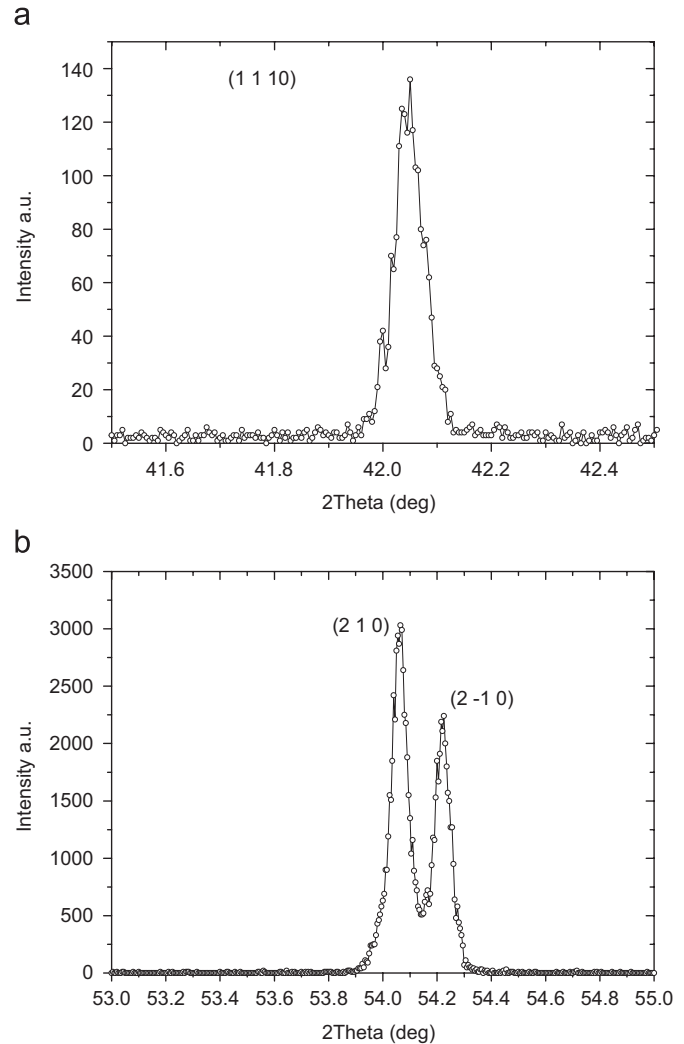 a
(1 1 10)
140
120
100
80
60
40
20
0
Intensity a.u.
41.6 41.8 42.0 42.2 42.4
2Theta (deg)
b
3500
3000
2500
2000
1500
1000
500
0
Intensity a.u.
(2 1 0)
(2 -1 0)
53.0 53.2 53.4 53.6 53.8 54.0 54.2 54.4 54.6 54.8 55.0
2Theta (deg)